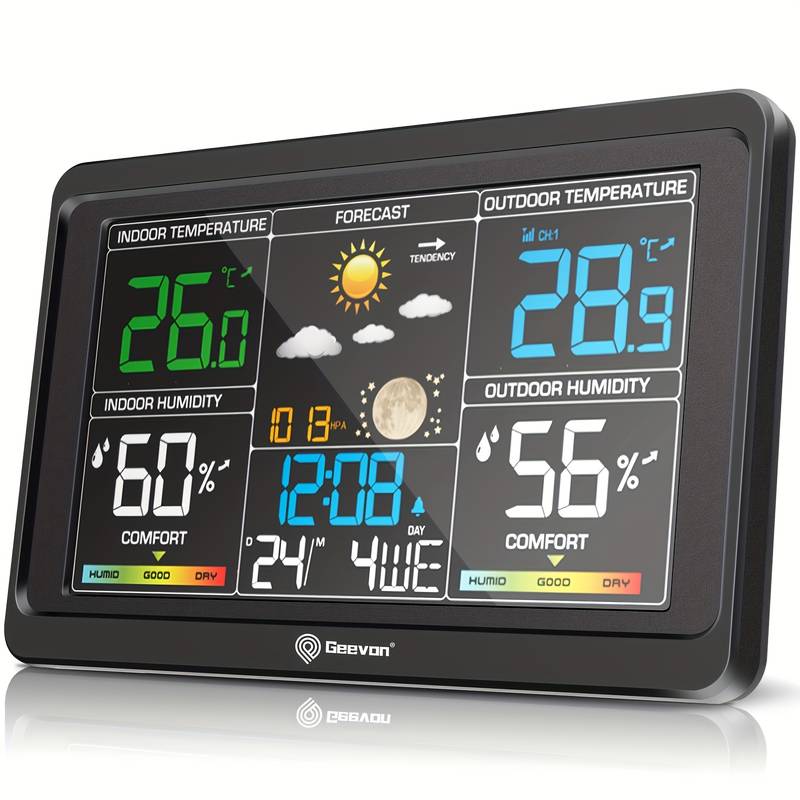 INDOOR TEMPERATURE
26.0 °C
FORECAST
TENDENCY
OUTDOOR TEMPERATURE
CH:1
28.9 °C
INDOOR HUMIDITY
60%
COMFORT
HUMID GOOD DRY
1013 HPA
12:08
DAY
D 24/ M 4 WE
OUTDOOR HUMIDITY
56%
COMFORT
HUMID GOOD DRY
Geevon®